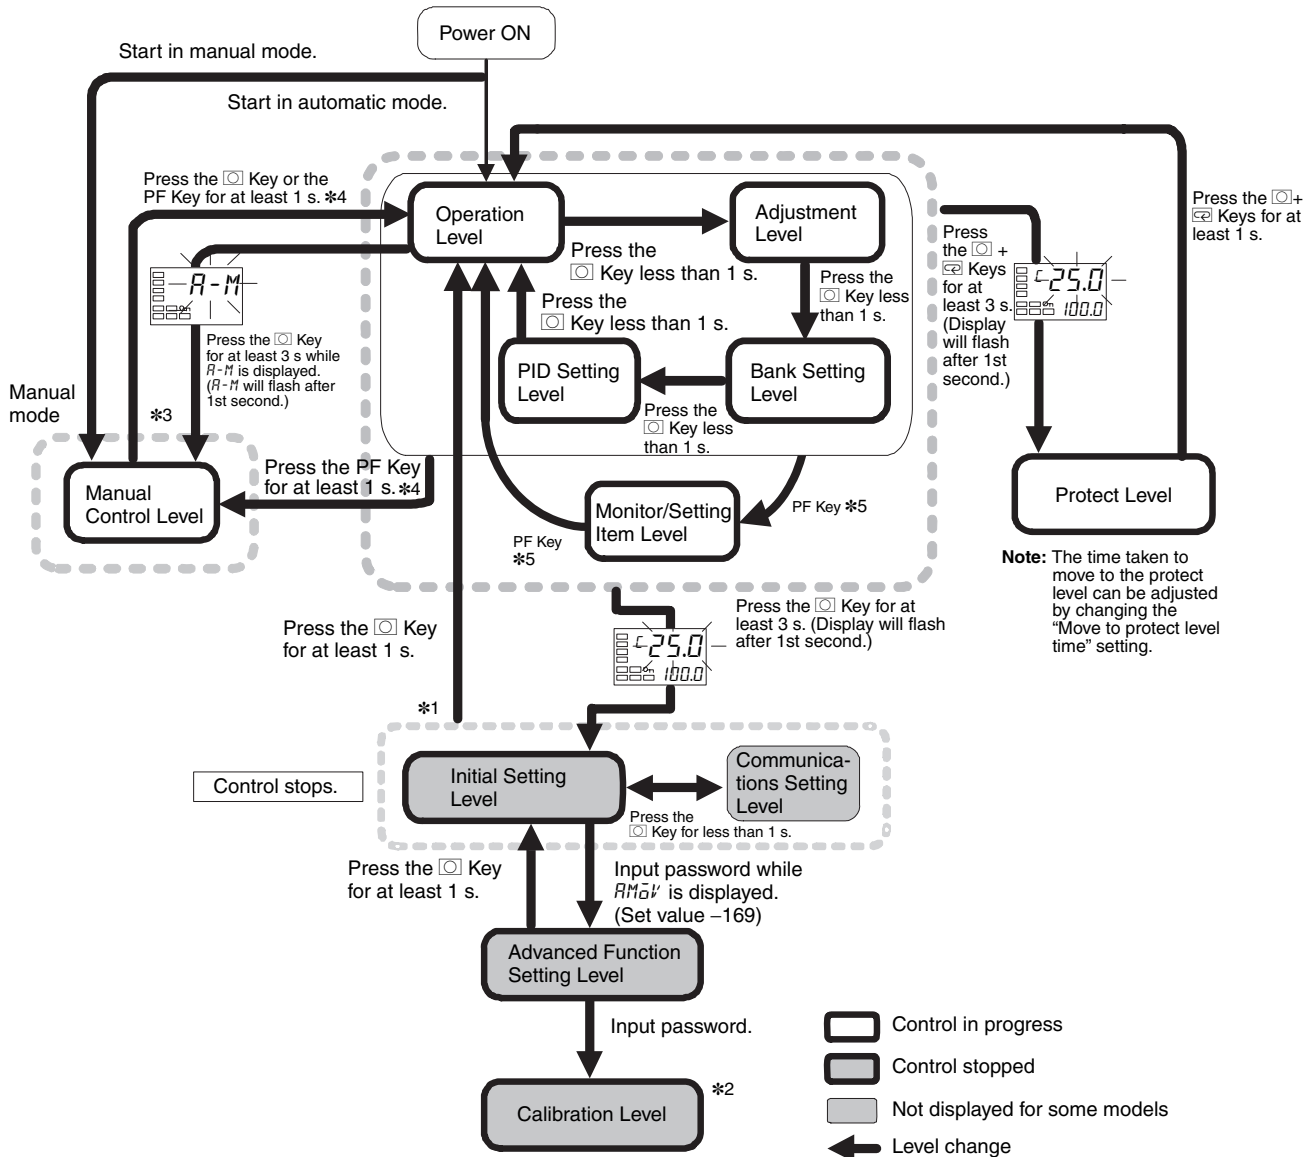 Power ON
Start in manual mode.
Start in automatic mode.
Press the Key or the
PF Key for at least 1 s. *4
Operation
Level
Adjustment
Level
Press the
Key less than 1 s.
Press the
Key less
than 1 s.
Press the
Key less than 1 s.
A-M
Press the Key
for at least 3 s while
A-M is displayed.
(A-M will flash after
1st second.)
*3
Manual
mode
PID Setting
Level
Bank Setting
Level
Press the
Key less
than 1 s.
Press the PF Key
for at least 1 s. *4
Manual
Control Level
Monitor/Setting
Item Level
PF Key *5
PF Key
*5
Press
the +
Keys
for at
least 3 s.
(Display
will flash
after 1st
second.)
C 25.0
100.0
Press the +
Keys for at
least 1 s.
Protect Level
Note: The time taken to
move to the protect
level can be adjusted
by changing the
“Move to protect level
time” setting.
Press the Key
for at least 1 s.
*1
Press the Key for at
least 3 s. (Display will flash
after 1st second.)
C 25.0
100.0
Control stops.
Initial Setting
Level
Communica-
tions Setting
Level
Press the
Key for less than 1 s.
Press the Key
for at least 1 s.
Input password while
AMoV is displayed.
(Set value −169)
Advanced Function
Setting Level
Input password.
Calibration Level
*2
Control in progress
Control stopped
Not displayed for some models
Level change